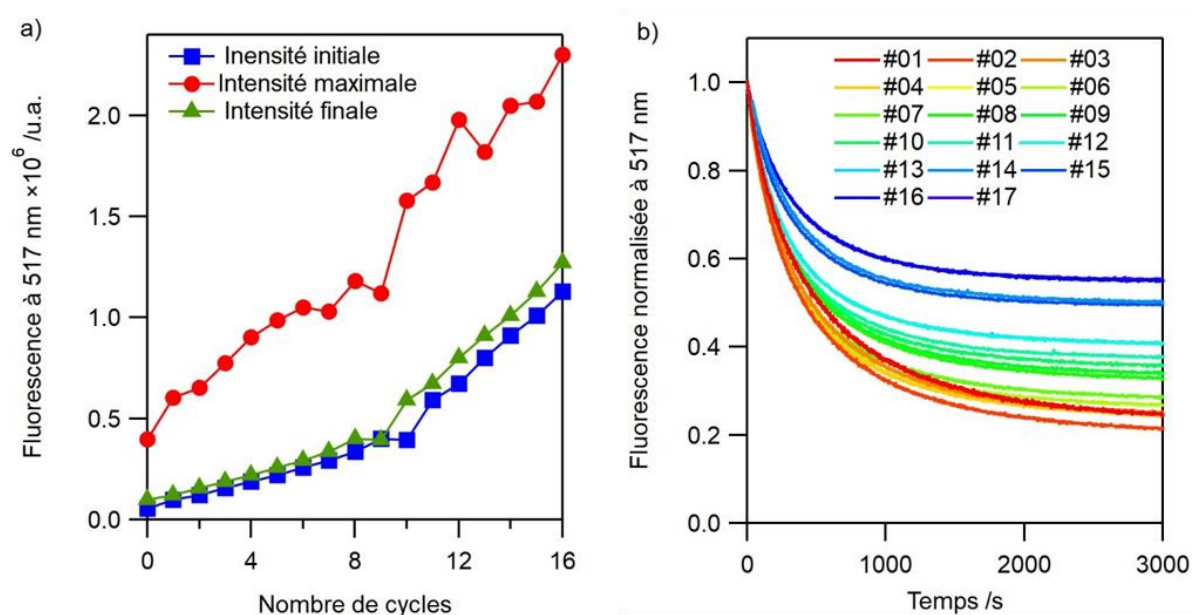 a)
Inensité initiale
Intensité maximale
Intensité finale
Fluorescence à 517 nm ×10⁶ /u.a.
2.0
1.5
1.0
0.5
0.0
0 4 8 12 16
Nombre de cycles
b)
#01 #02 #03
#04 #05 #06
#07 #08 #09
#10 #11 #12
#13 #14 #15
#16 #17
Fluorescence normalisée à 517 nm
1.0
0.8
0.6
0.4
0.2
0.0
0 1000 2000 3000
Temps /s